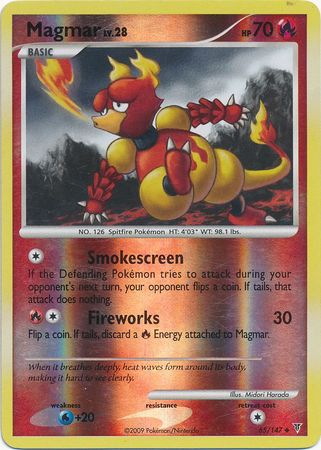 Magmar LV.28 HP 70
BASIC
NO. 126 Spitfire Pokémon HT: 4'03" WT: 98.1 lbs.
Smokescreen
If the Defending Pokémon tries to attack during your
opponent's next turn, your opponent flips a coin. If tails, that
attack does nothing.
Fireworks 30
Flip a coin. If tails, discard a Energy attached to Magmar.
When it breathes deeply, heat waves form around its body,
making it hard to see clearly.
Illus. Midori Harada
weakness resistance retreat cost
+20
©2009 Pokémon/Nintendo
65/147